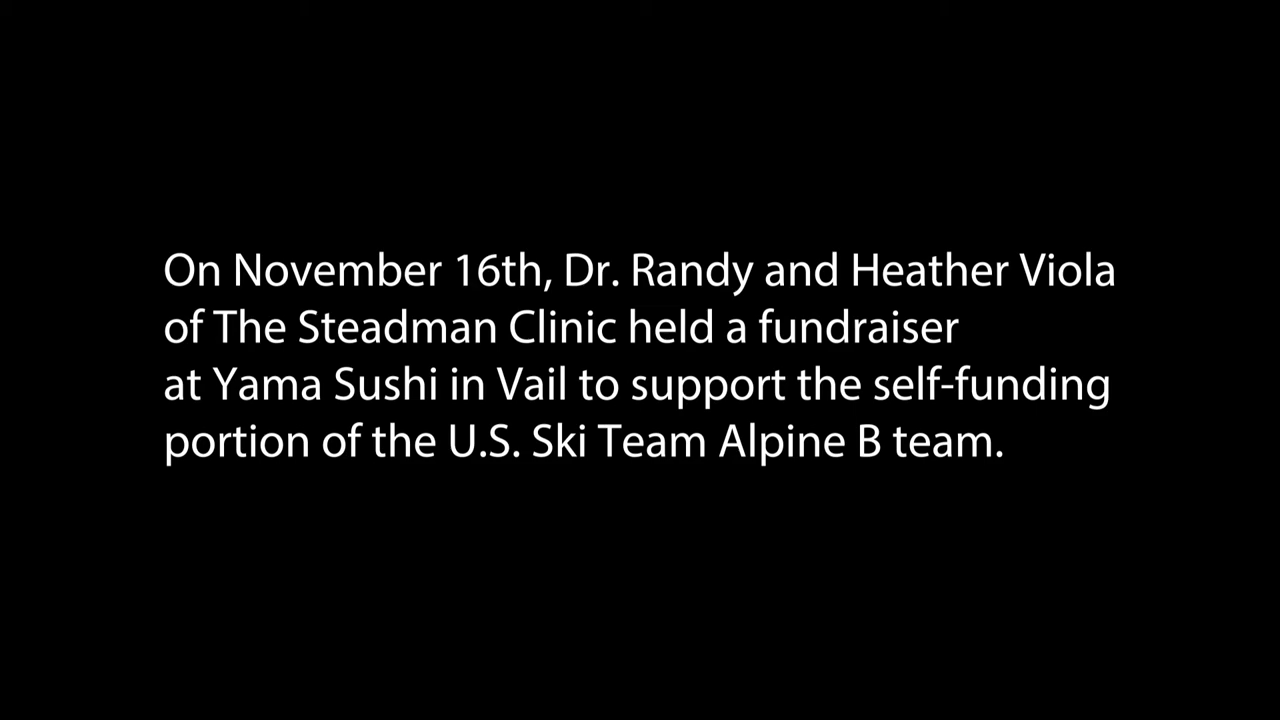 On November 16th, Dr. Randy and Heather Viola
of The Steadman Clinic held a fundraiser
at Yama Sushi in Vail to support the self-funding
portion of the U.S. Ski Team Alpine B team.